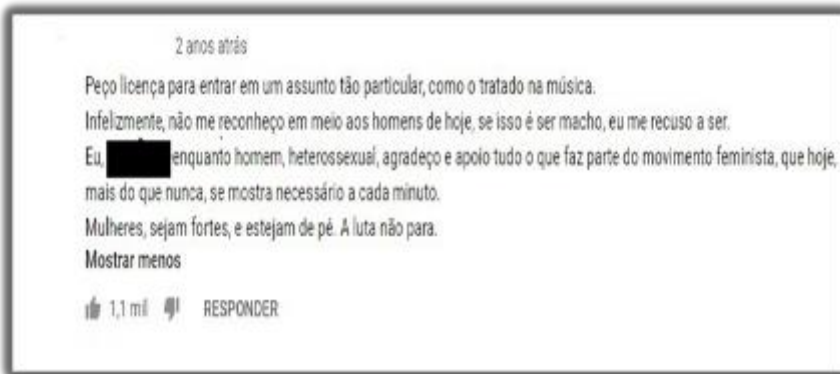 2 anos atrás
Peço licença para entrar em um assunto tão particular, como o tratado na música.
Infelizmente, não me reconheço em meio aos homens de hoje, se isso é ser macho, eu me recuso a ser.
Eu, enquanto homem, heterossexual, agradeço e apoio tudo o que faz parte do movimento feminista, que hoje,
mais do que nunca, se mostra necessário a cada minuto.
Mulheres, sejam fortes, e estejam de pé. A luta não para.
Mostrar menos
1,1 mil RESPONDER